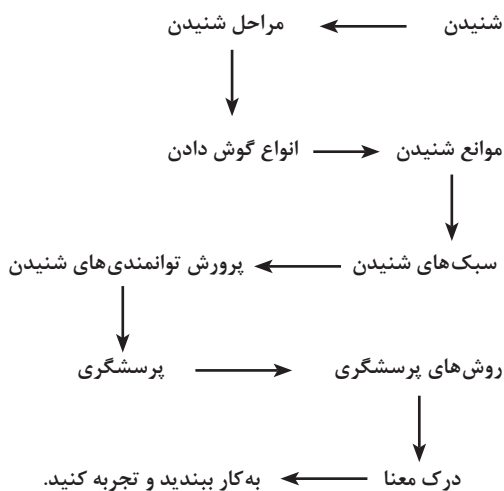 شنیدن
مراحل شنیدن
انواع گوش دادن
موانع شنیدن
سبک‌های شنیدن
پرورش توانمندی‌های شنیدن
پرسشگری
روش‌های پرسشگری
درک معنا
به‌کار ببندید و تجربه کنید.